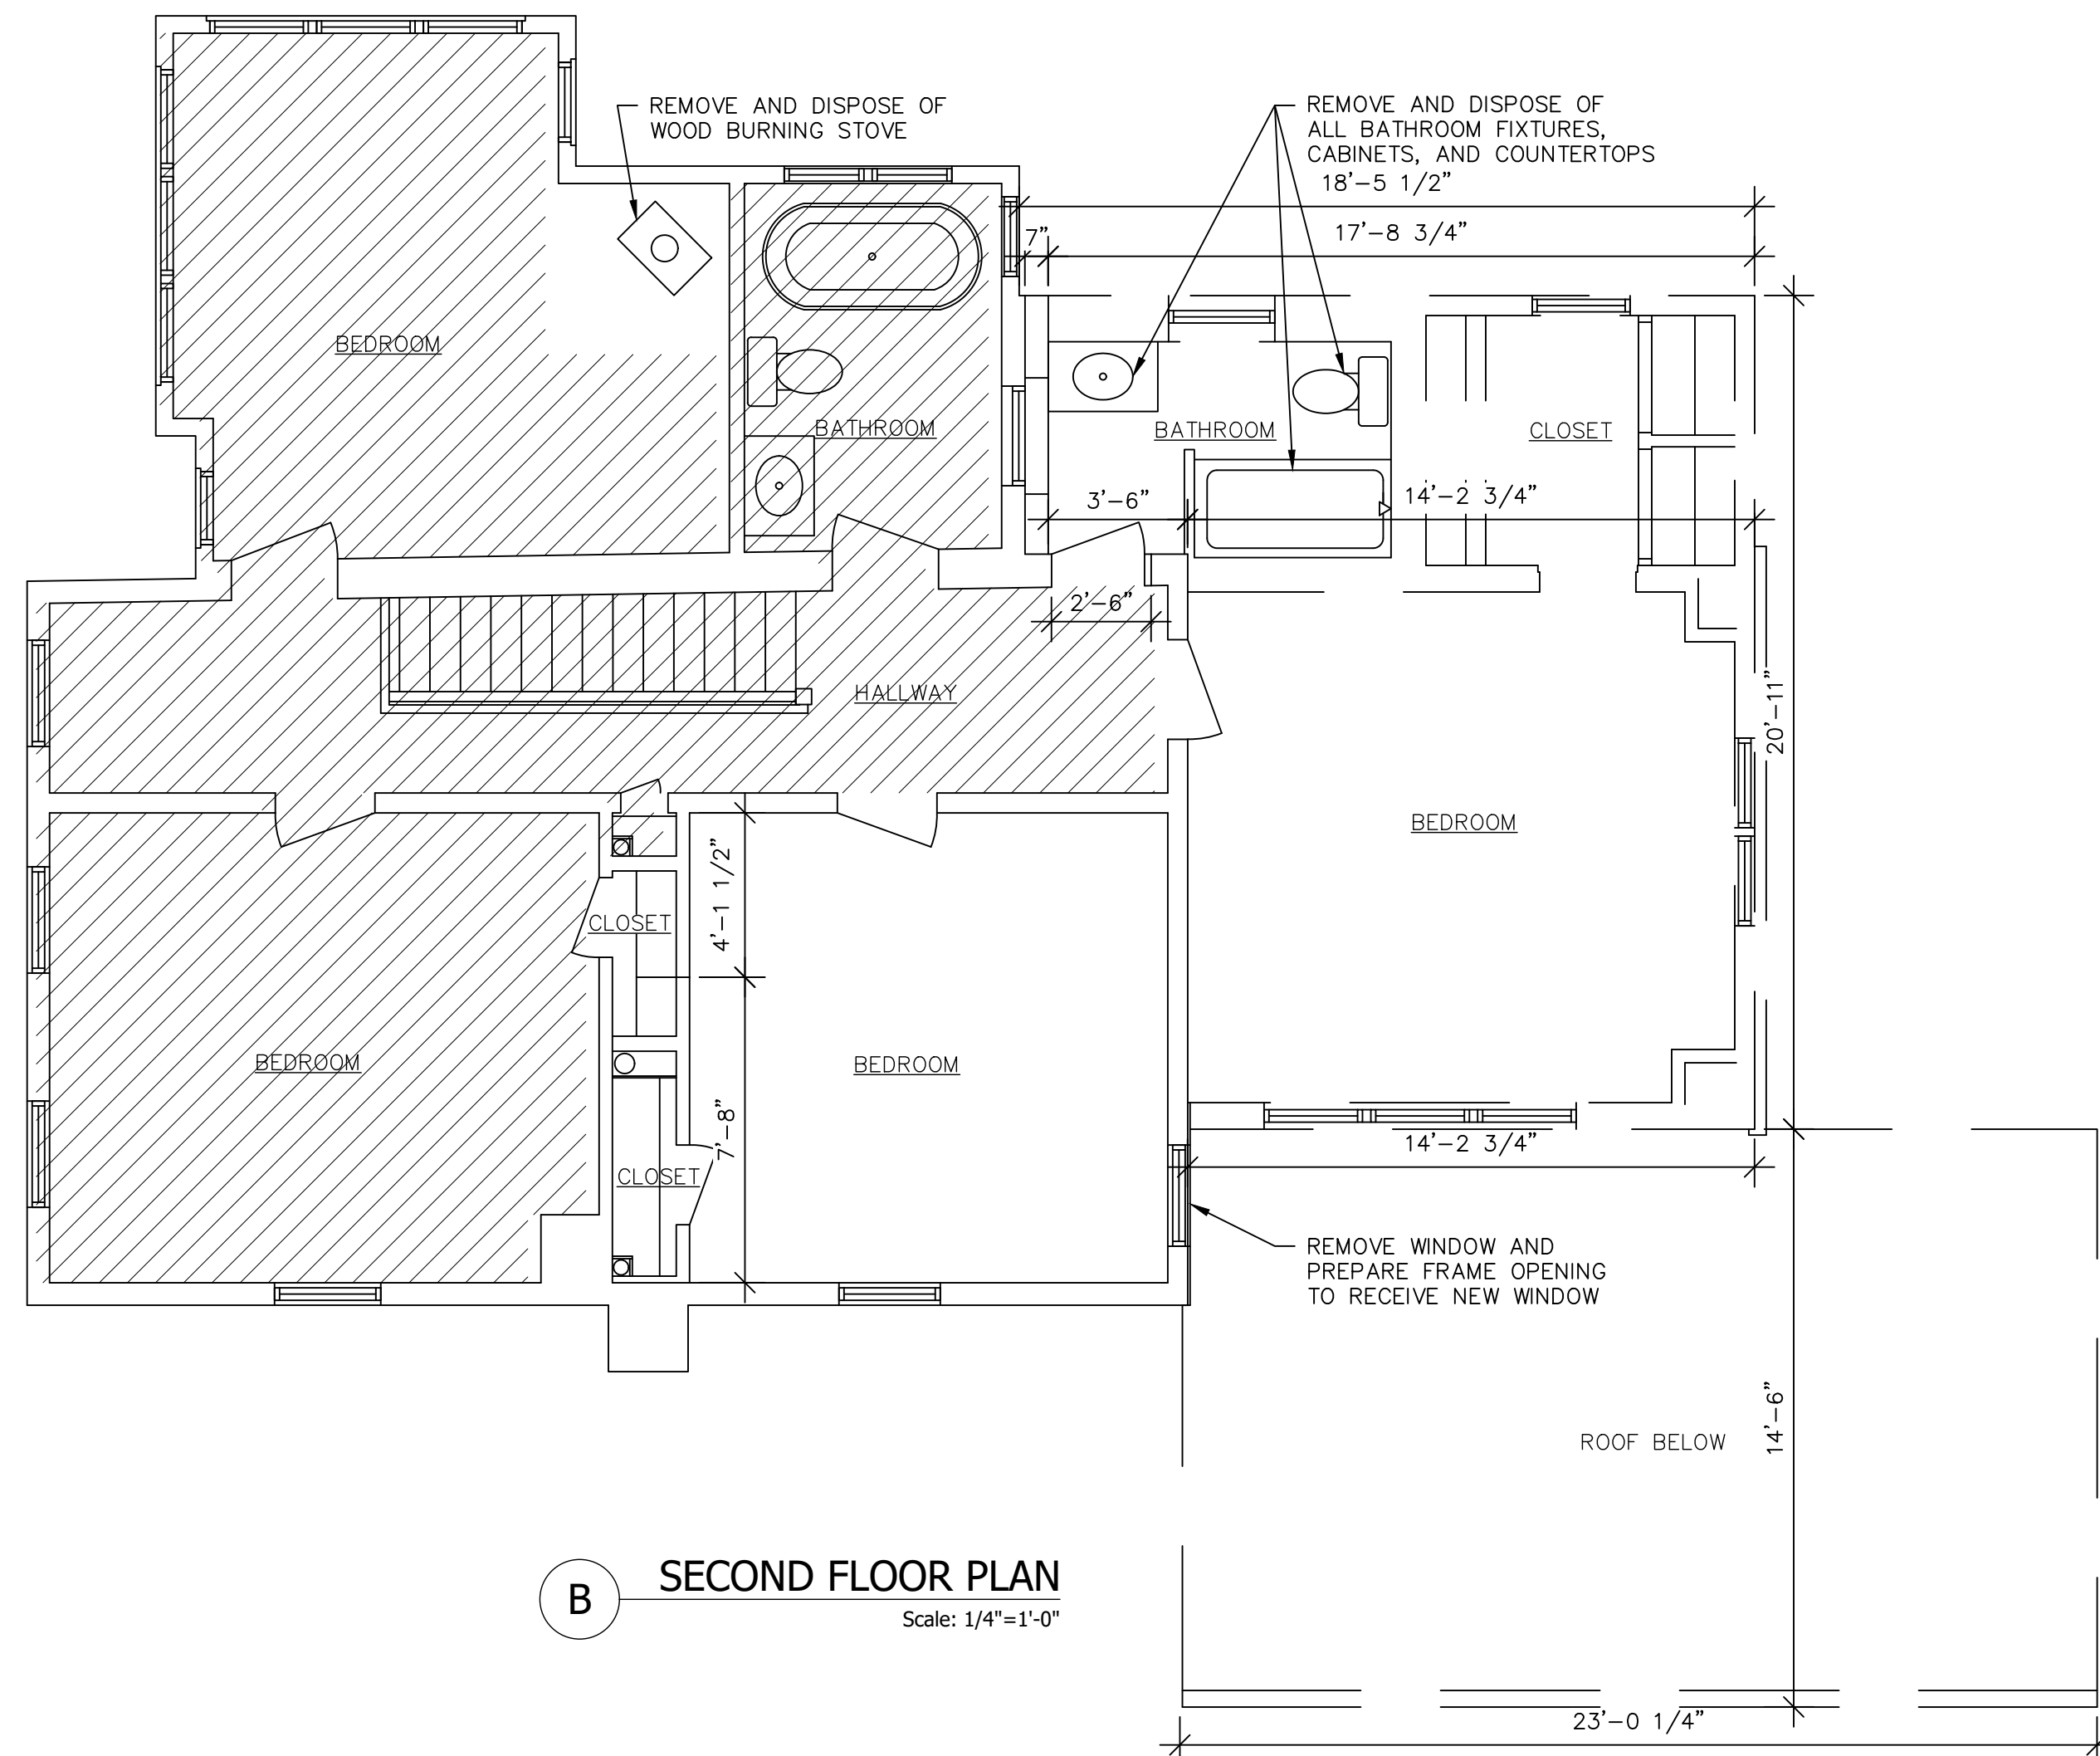 REMOVE AND DISPOSE OF
WOOD BURNING STOVE
REMOVE AND DISPOSE OF
ALL BATHROOM FIXTURES,
CABINETS, AND COUNTERTOPS
18'-5 1/2"
7"
17'-8 3/4"
BEDROOM
BATHROOM
BATHROOM
CLOSET
3'-6"
14'-2 3/4"
2'-6"
HALLWAY
20'-11"
BEDROOM
4'-1 1/2"
CLOSET
BEDROOM
BEDROOM
7'-8"
CLOSET
14'-2 3/4"
REMOVE WINDOW AND
PREPARE FRAME OPENING
TO RECEIVE NEW WINDOW
14'-6"
ROOF BELOW
B
SECOND FLOOR PLAN
Scale: 1/4"=1'-0"
23'-0 1/4"